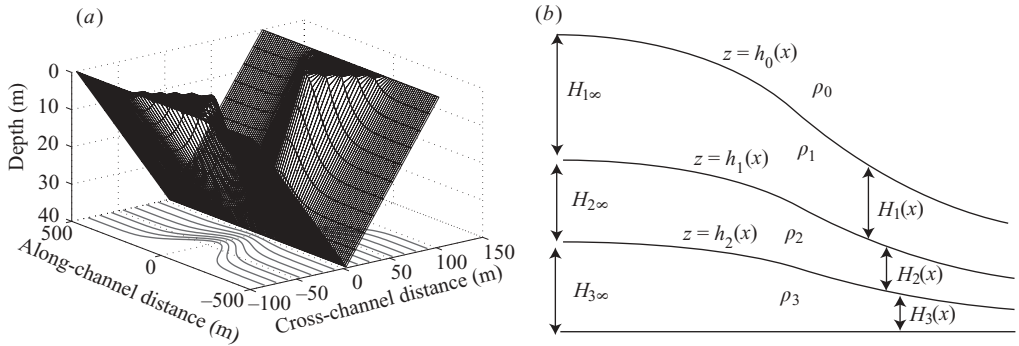 (a)
0
10
20
30
40
Depth (m)
500
0
−500
Along-channel distance (m)
−100
−50
0
50
100
150
Cross-channel distance (m)
(b)
z = h0(x)
ρ0
H1∞
ρ1
z = h1(x)
H1(x)
H2∞
ρ2
z = h2(x)
H2(x)
H3∞
ρ3
H3(x)